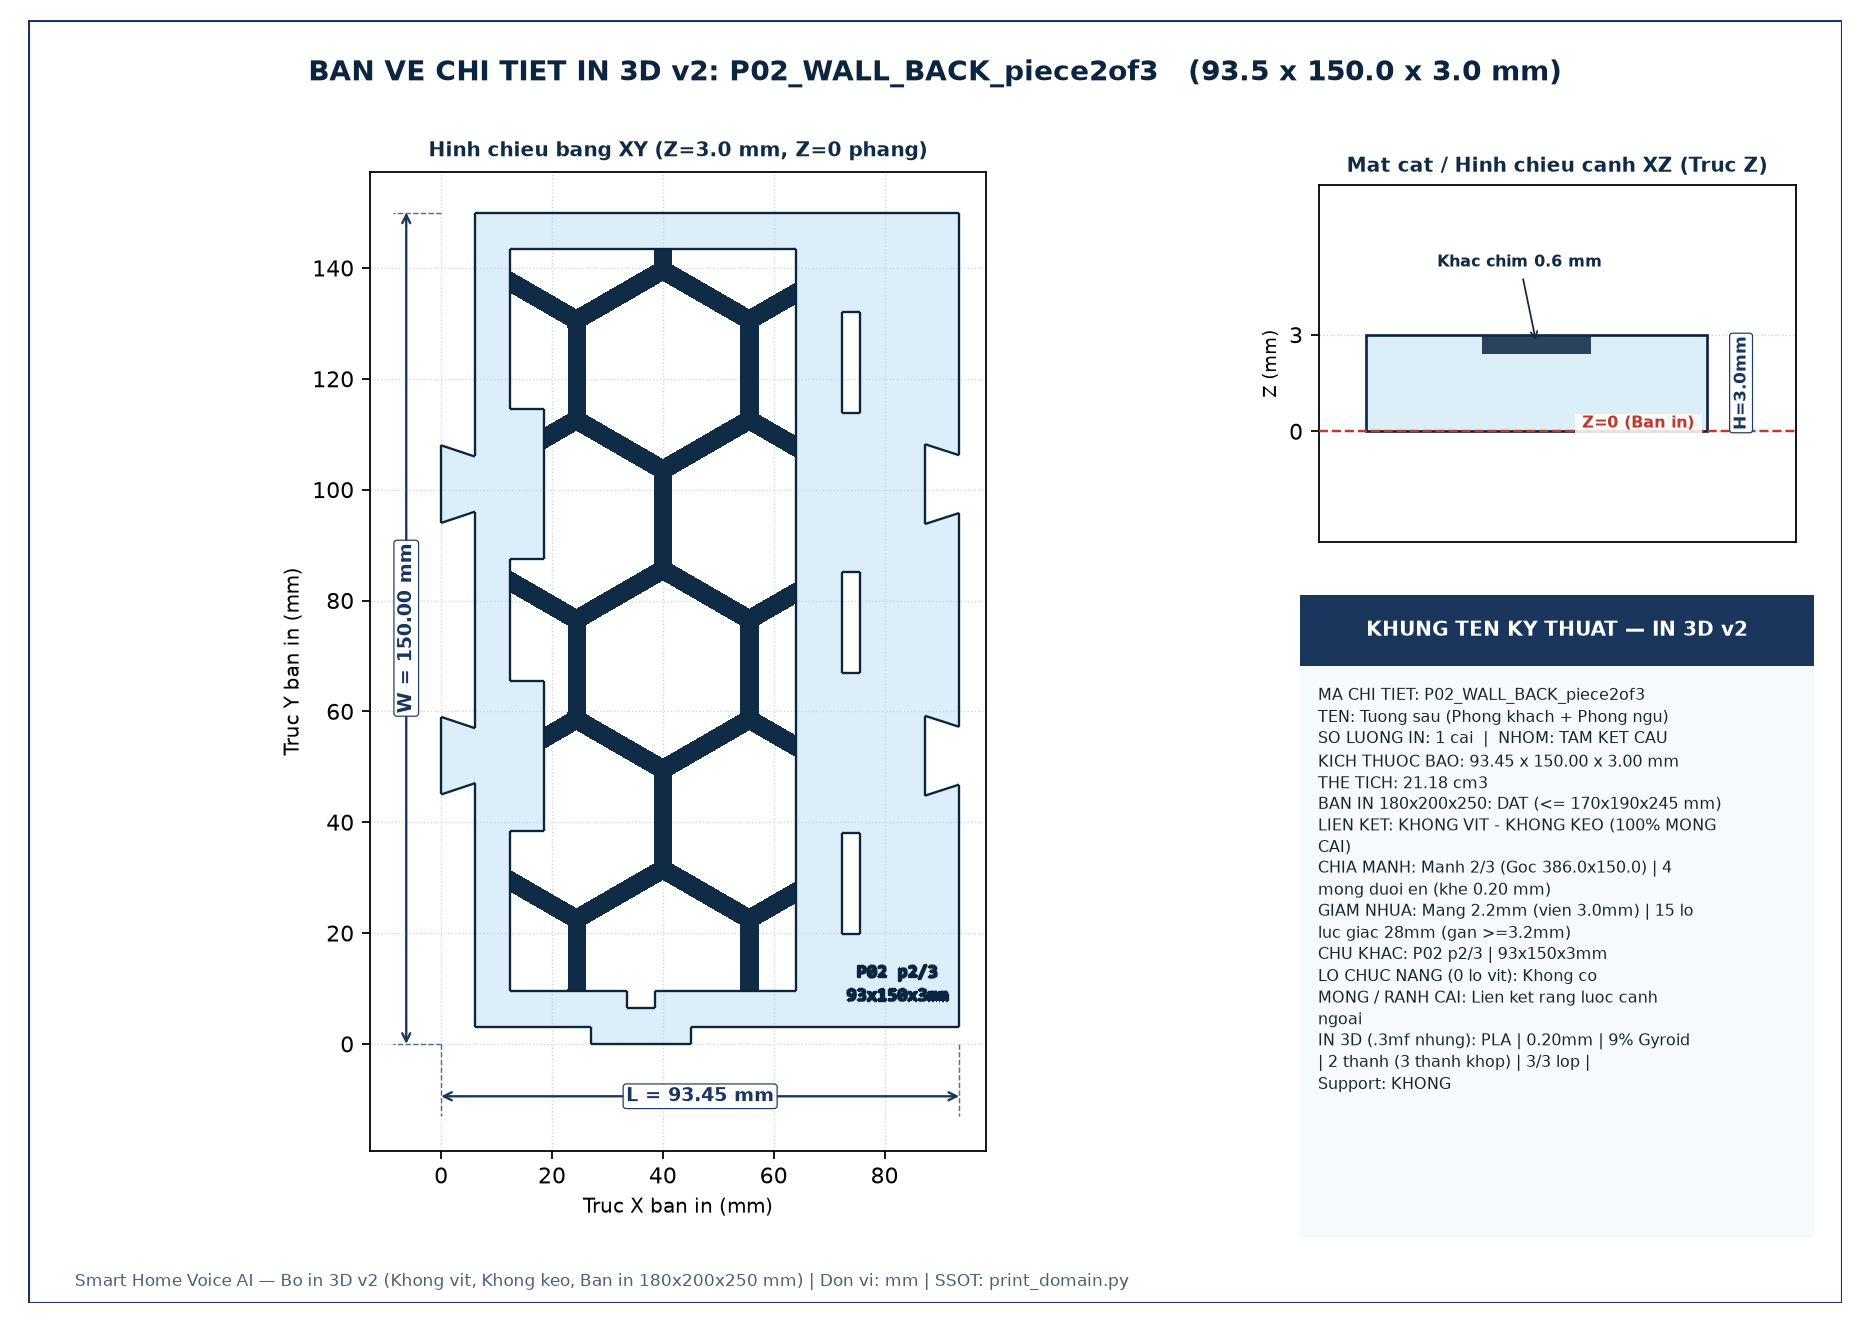 BAN VE CHI TIET IN 3D v2: P02_WALL_BACK_piece2of3 (93.5 x 150.0 x 3.0 mm)
Hinh chieu bang XY (Z=3.0 mm, Z=0 phang)
140
120
100
80
60
40
20
0
Truc Y ban in (mm)
W = 150.00 mm
P02 p2/3
93x150x3mm
L = 93.45 mm
0 20 40 60 80
Truc X ban in (mm)
Mat cat / Hinh chieu canh XZ (Truc Z)
Khac chim 0.6 mm
3
0
Z (mm)
Z=0 (Ban in)
H=3.0mm
KHUNG TEN KY THUAT — IN 3D v2
MA CHI TIET: P02_WALL_BACK_piece2of3
TEN: Tuong sau (Phong khach + Phong ngu)
SO LUONG IN: 1 cai | NHOM: TAM KET CAU
KICH THUOC BAO: 93.45 x 150.00 x 3.00 mm
THE TICH: 21.18 cm3
BAN IN 180x200x250: DAT (<= 170x190x245 mm)
LIEN KET: KHONG VIT - KHONG KEO (100% MONG
CAI)
CHIA MANH: Manh 2/3 (Goc 386.0x150.0) | 4
mong duoi en (khe 0.20 mm)
GIAM NHUA: Mang 2.2mm (vien 3.0mm) | 15 lo
luc giac 28mm (gan >=3.2mm)
CHU KHAC: P02 p2/3 | 93x150x3mm
LO CHUC NANG (0 lo vit): Khong co
MONG / RANH CAI: Lien ket rang luoc canh
ngoai
IN 3D (.3mf nhung): PLA | 0.20mm | 9% Gyroid
| 2 thanh (3 thanh khop) | 3/3 lop |
Support: KHONG
Smart Home Voice AI — Bo in 3D v2 (Khong vit, Khong keo, Ban in 180x200x250 mm) | Don vi: mm | SSOT: print_domain.py